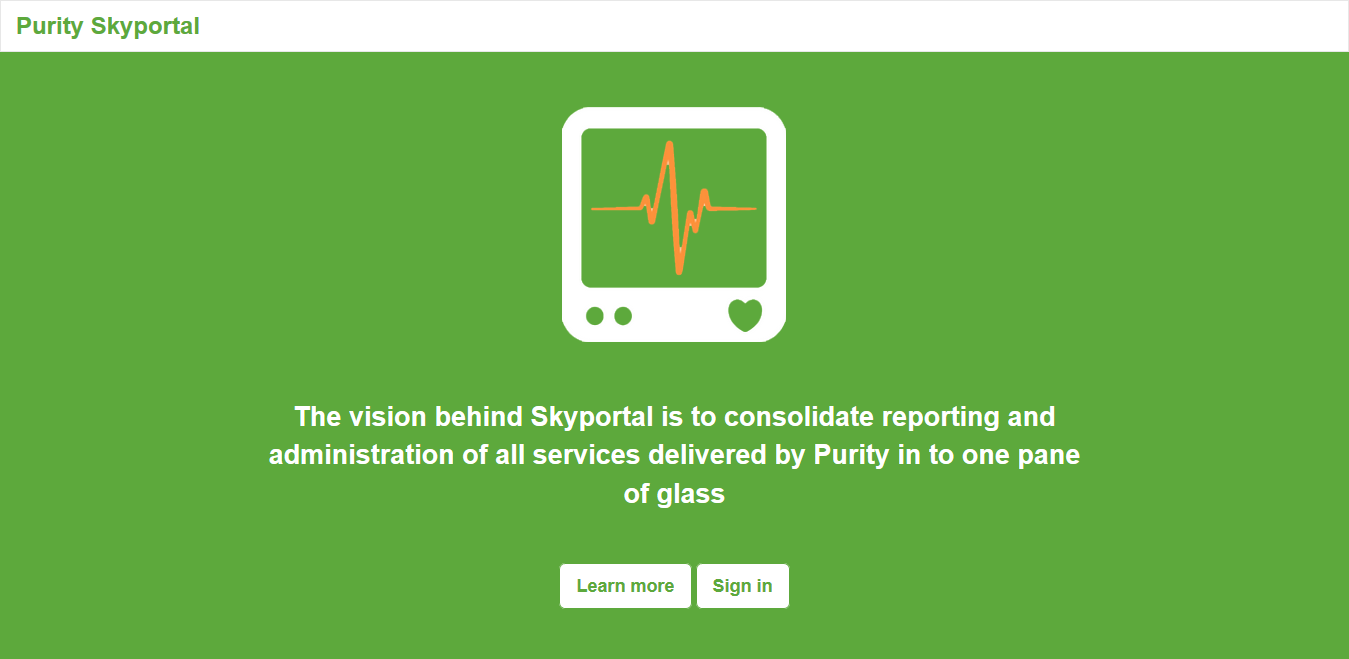 Purity Skyportal
The vision behind Skyportal is to consolidate reporting and
administration of all services delivered by Purity in to one pane
of glass
Learn more
Sign in